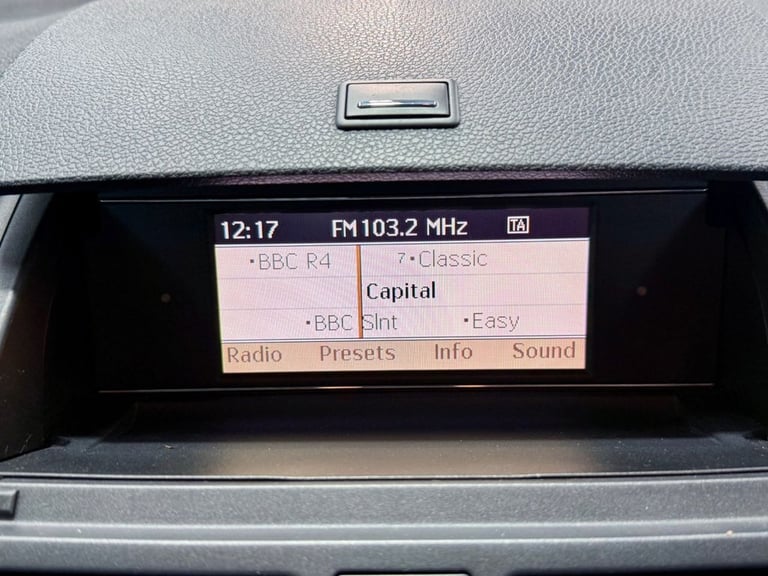 12:17 FM 103.2 MHz TA
·BBC R4 7·Classic
Capital
·BBC Slnt ·Easy
Radio Presets Info Sound